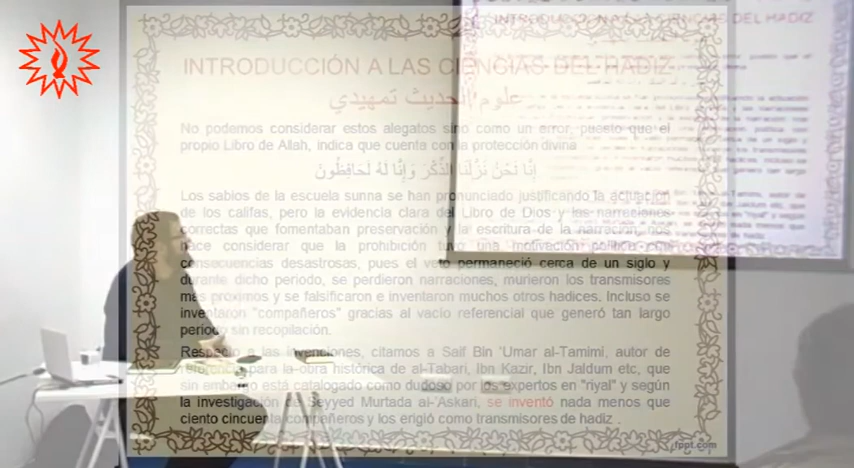 INTRODUCCIÓN A LAS CIENCIAS DEL HADIZ
علوم الحديث تمهيدي
No podemos considerar estos alegatos sino como un error, puesto que el
propio Libro de Allah, indica que cuenta con la protección divina
إِنَّا نَحْنُ نَزَّلْنَا الذِّكْرَ وَإِنَّا لَهُ لَحَافِظُونَ
Los sabios de la escuela sunna se han pronunciado justificando la actuación
de los califas, pero la evidencia clara del Libro de Dios y las narraciones
correctas que fomentaban preservación y la escritura de la narración, nos
hace considerar que la prohibición tuvo una motivación política con
consecuencias desastrosas, pues el veto permaneció cerca de un siglo y
durante dicho periodo, se perdieron narraciones, murieron los transmisores
más próximos y se falsificaron e inventaron muchos otros hadices. Incluso se
inventaron "compañeros" gracias al vacío referencial que generó tan largo
periodo sin recopilación.
Respecto a las invenciones, citamos a Saif Bin 'Umar al-Tamimi, autor de
referencia para la obra histórica de al-Tabari, Ibn Kazir, Ibn Jaldum etc, que
sin embargo está catalogado como dudoso por los expertos en "riyal" y según
la investigación de Seyyed Murtada al-'Askari, se inventó nada menos que
ciento cincuenta compañeros y los erigió como transmisores de hadiz .
fppt.com
INTRODUCCIÓN A LAS CIENCIAS DEL HADIZ